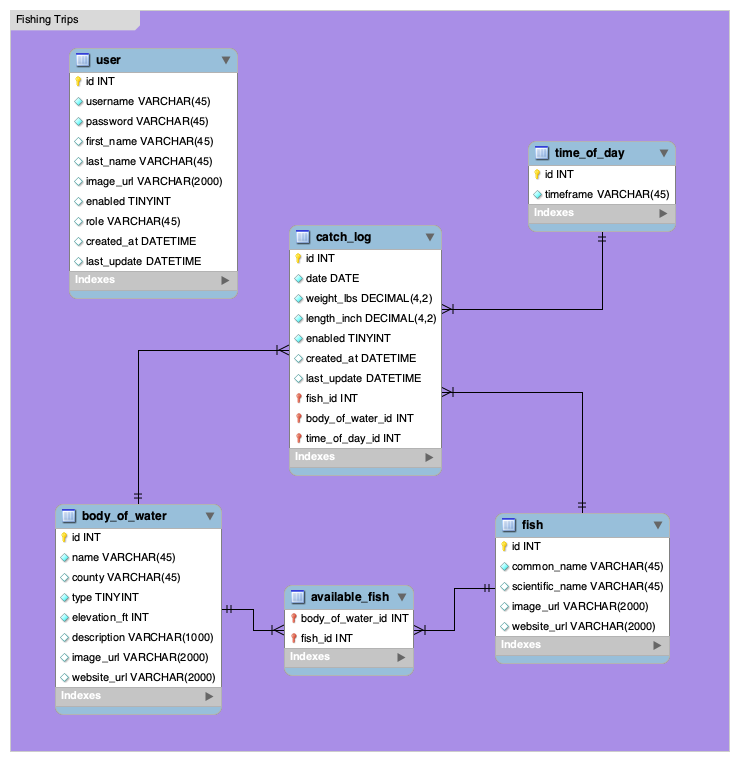 Fishing Trips
user
id INT
username VARCHAR(45)
password VARCHAR(45)
first_name VARCHAR(45)
last_name VARCHAR(45)
image_url VARCHAR(2000)
enabled TINYINT
role VARCHAR(45)
created_at DATETIME
last_update DATETIME
Indexes
time_of_day
id INT
timeframe VARCHAR(45)
Indexes
catch_log
id INT
date DATE
weight_lbs DECIMAL(4,2)
length_inch DECIMAL(4,2)
enabled TINYINT
created_at DATETIME
last_update DATETIME
fish_id INT
body_of_water_id INT
time_of_day_id INT
Indexes
body_of_water
id INT
name VARCHAR(45)
county VARCHAR(45)
type TINYINT
elevation_ft INT
description VARCHAR(1000)
image_url VARCHAR(2000)
website_url VARCHAR(2000)
Indexes
available_fish
body_of_water_id INT
fish_id INT
Indexes
fish
id INT
common_name VARCHAR(45)
scientific_name VARCHAR(45)
image_url VARCHAR(2000)
website_url VARCHAR(2000)
Indexes